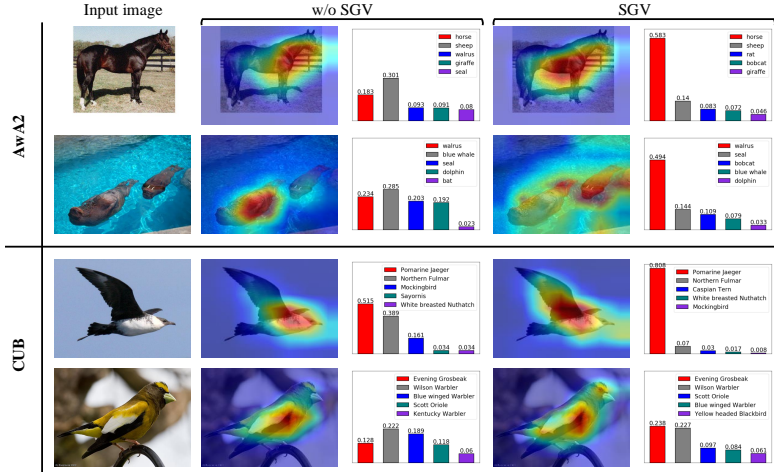 Input image
w/o SGV
SGV
AwA2
horse
sheep
walrus
giraffe
seal
0.183
0.301
0.093
0.091
0.08
horse
sheep
rat
bobcat
giraffe
0.583
0.14
0.083
0.072
0.046
walrus
blue whale
seal
dolphin
bat
0.234
0.285
0.203
0.192
0.023
walrus
seal
bobcat
blue whale
dolphin
0.494
0.144
0.109
0.079
0.033
CUB
Pomarine Jaeger
Northern Fulmar
Mockingbird
Sayornis
White breasted Nuthatch
0.515
0.389
0.161
0.034
0.034
Pomarine Jaeger
Northern Fulmar
Caspian Tern
White breasted Nuthatch
Mockingbird
0.808
0.07
0.03
0.017
0.008
Evening Grosbeak
Wilson Warbler
Blue winged Warbler
Scott Oriole
Kentucky Warbler
0.128
0.222
0.189
0.118
0.06
Evening Grosbeak
Wilson Warbler
Scott Oriole
Blue winged Warbler
Yellow headed Blackbird
0.238
0.227
0.097
0.084
0.061